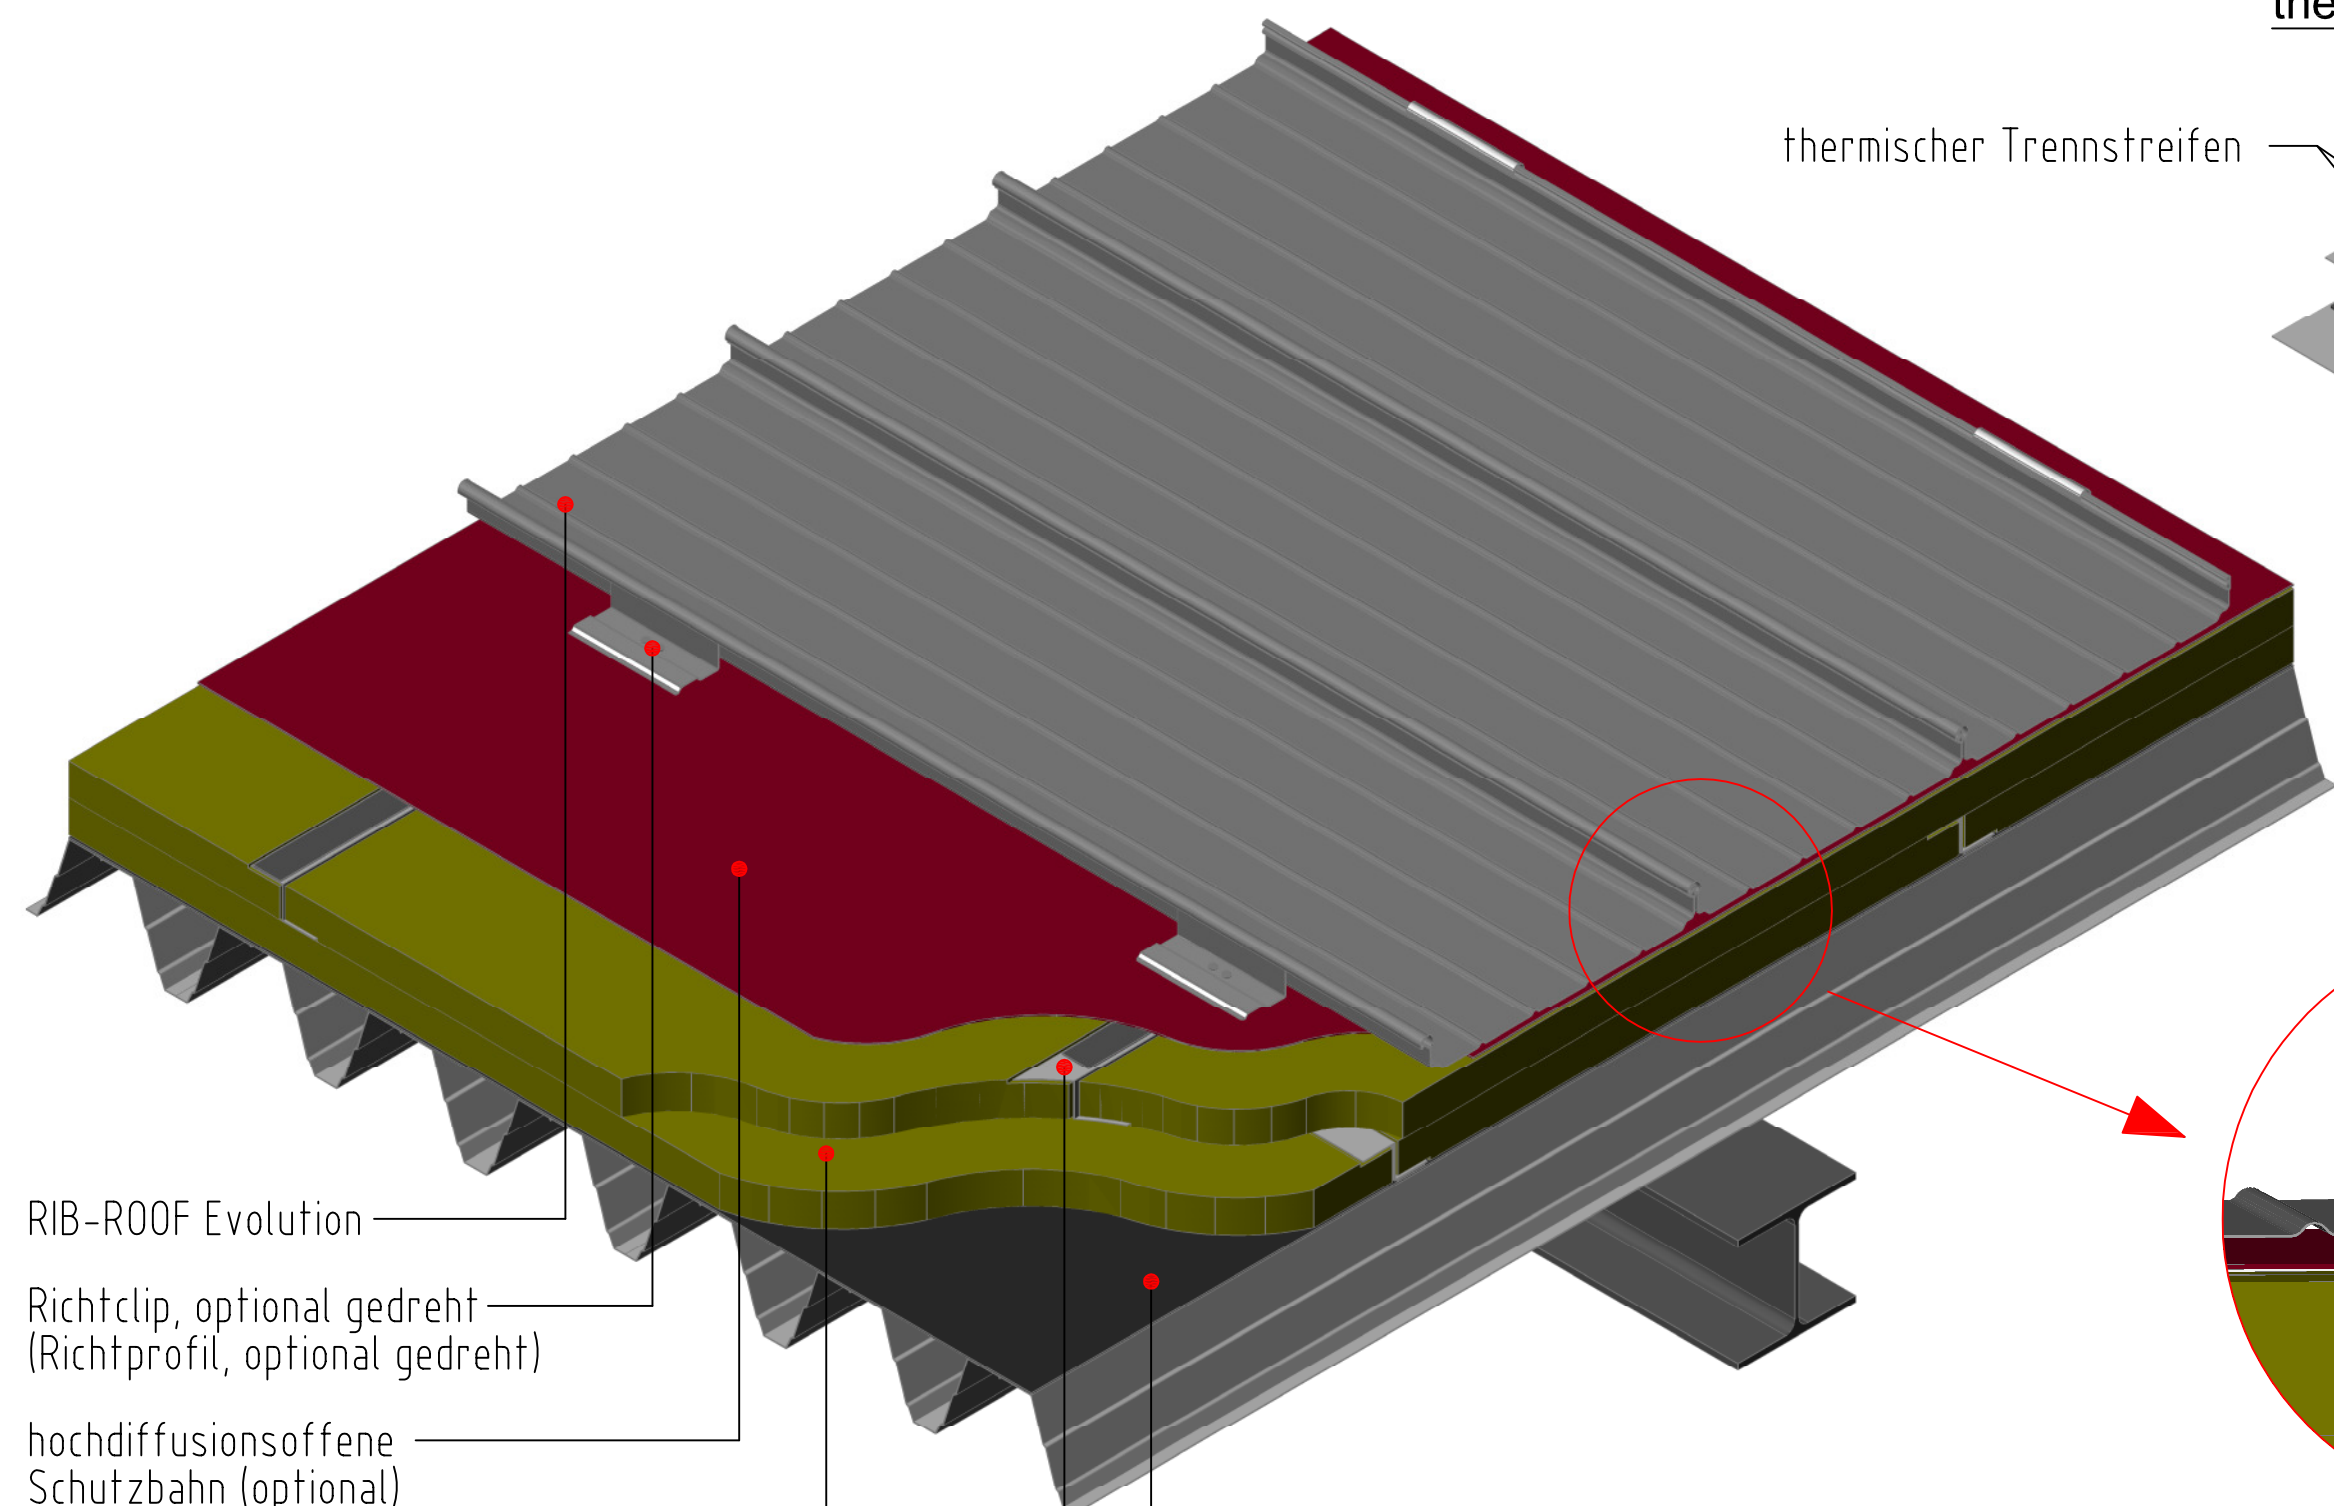 thermischer Trennstreifen
RIB-ROOF Evolution
Richtclip, optional gedreht
(Richtprofil, optional gedreht)
hochdiffusionsoffene
Schutzbahn (optional)